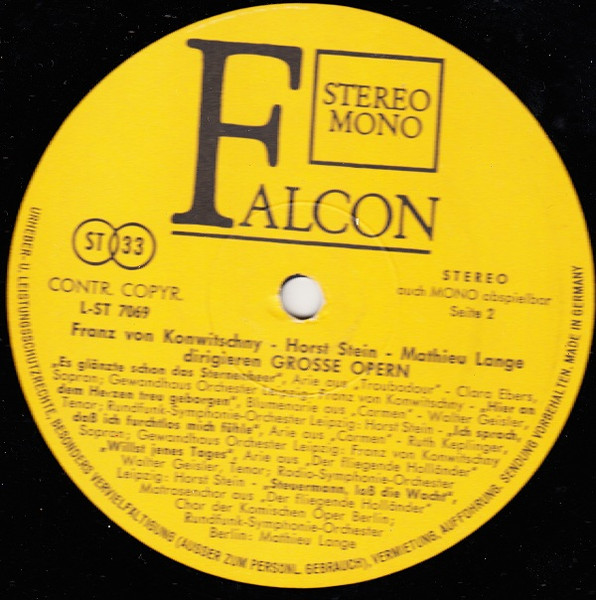 FALCON
STEREO
MONO
ST 33
CONTR. COPYR.
L-ST 7069
STEREO
auch MONO abspielbar
Seite 2
Franz von Konwitschny - Horst Stein - Mathieu Lange
dirigieren GROSSE OPERN
„Es glänzte schon das Sternenheer", Arie aus „Troubadour" - Clara Ebers,
Sopran; Gewandhaus Orchester Leipzig: Franz von Konwitschny - „Hier an
dem Herzen treu geborgen", Blumenarie aus „Carmen" - Walter Geisler,
Tenor; Rundfunk-Symphonie-Orchester Leipzig: Horst Stein - „Ich sprach,
daß ich furchtlos mich fühle", Arie aus „Carmen" - Ruth Keplinger,
Sopran; Gewandhaus Orchester Leipzig: Franz von Konwitschny
„Willst jenes Tages", Arie aus „Der fliegende Holländer"
Walter Geisler, Tenor; Radio-Symphonie-Orchester
Leipzig: Horst Stein - „Steuermann, laß die Wacht",
Matrosenchor aus „Der fliegende Holländer"
Chor der Komischen Oper Berlin;
Rundfunk-Symphonie-Orchester
Berlin: Mathieu Lange
URHEBER- U. LEISTUNGSSCHUTZRECHTE, BESONDERS VERVIELFÄLTIGUNG (AUSSER ZUM PERSONL. GEBRAUCH), VERMIETUNG, AUFFÜHRUNG, SENDUNG VORBEHALTEN. MADE IN GERMANY